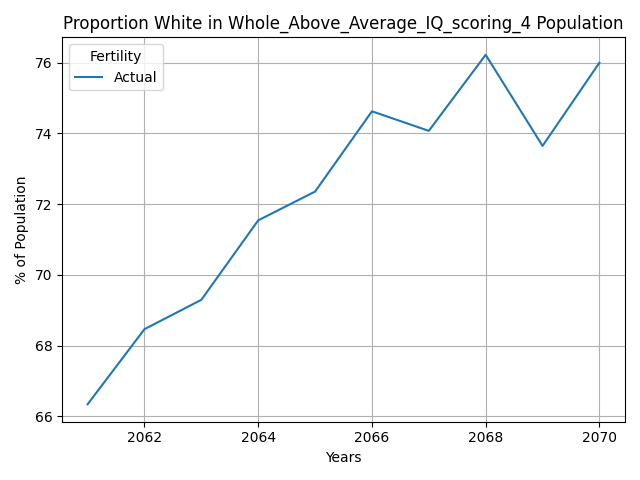 Proportion White in Whole_Above_Average_IQ_scoring_4 Population
Fertility
Actual
% of Population
76
74
72
70
68
66
2062 2064 2066 2068 2070
Years